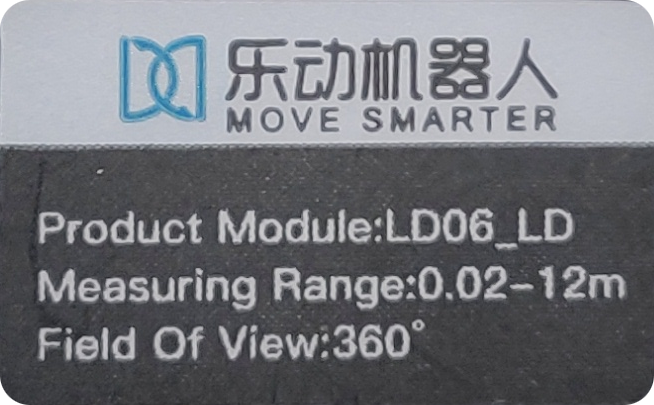 乐动机器人
MOVE SMARTER
Product Module:LD06_LD
Measuring Range:0.02-12m
Field Of View:360°